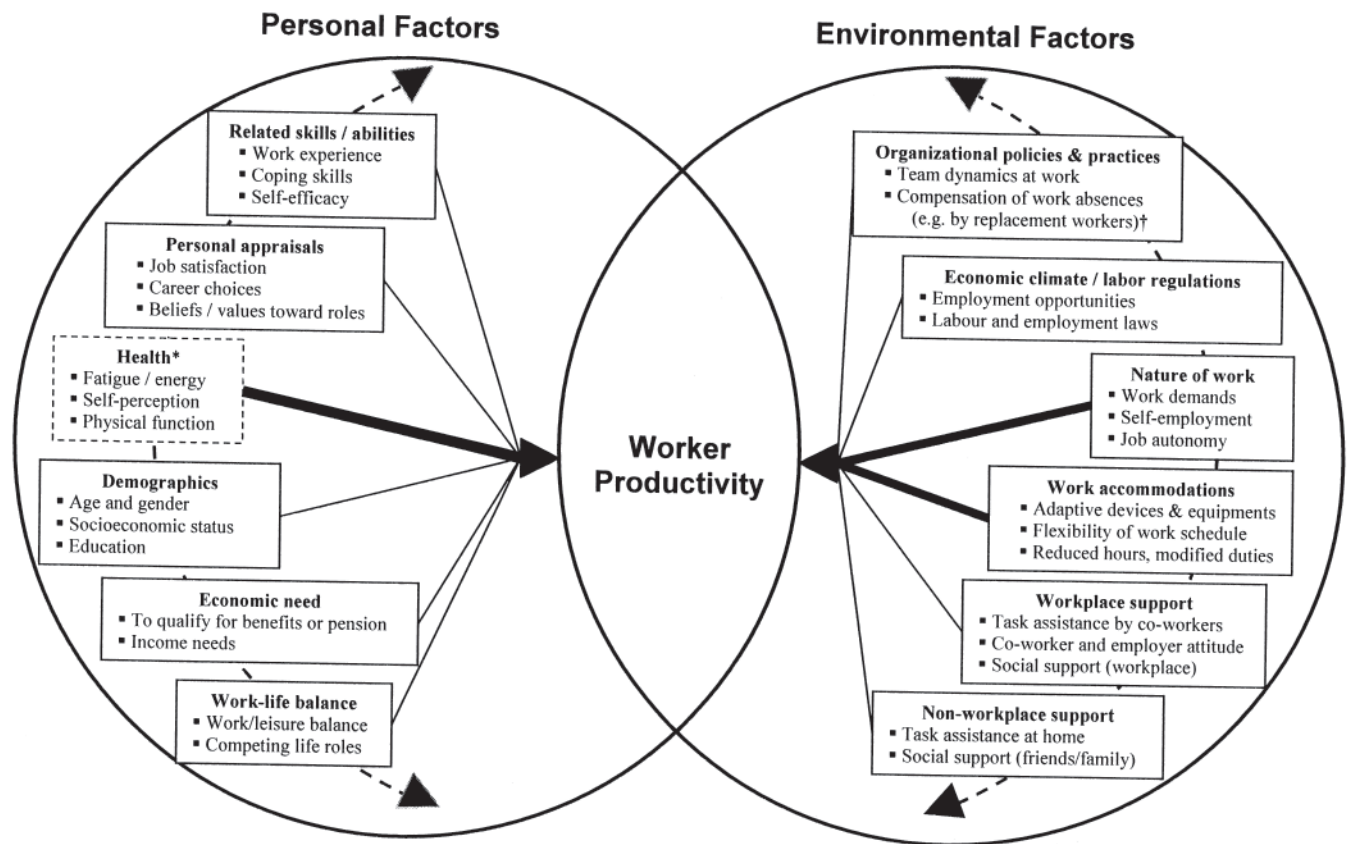 Personal Factors
Environmental Factors
Related skills / abilities
▪ Work experience
▪ Coping skills
▪ Self-efficacy
Personal appraisals
▪ Job satisfaction
▪ Career choices
▪ Beliefs / values toward roles
Health*
▪ Fatigue / energy
▪ Self-perception
▪ Physical function
Demographics
▪ Age and gender
▪ Socioeconomic status
▪ Education
Economic need
▪ To qualify for benefits or pension
▪ Income needs
Work-life balance
▪ Work/leisure balance
▪ Competing life roles
Worker
Productivity
Organizational policies & practices
▪ Team dynamics at work
▪ Compensation of work absences
(e.g. by replacement workers)†
Economic climate / labor regulations
▪ Employment opportunities
▪ Labour and employment laws
Nature of work
▪ Work demands
▪ Self-employment
▪ Job autonomy
Work accommodations
▪ Adaptive devices & equipments
▪ Flexibility of work schedule
▪ Reduced hours, modified duties
Workplace support
▪ Task assistance by co-workers
▪ Co-worker and employer attitude
▪ Social support (workplace)
Non-workplace support
▪ Task assistance at home
▪ Social support (friends/family)